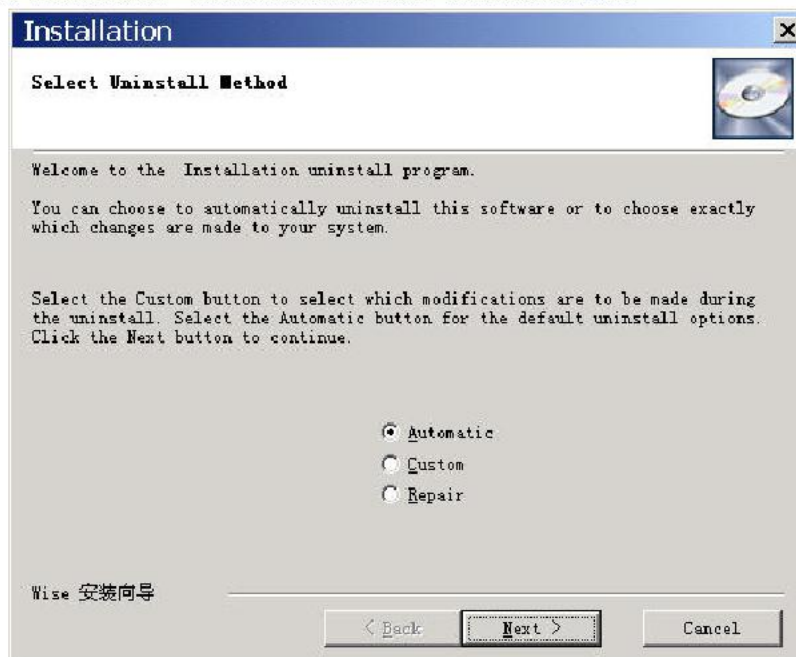 Installation
Select Uninstall Method
Welcome to the Installation uninstall program.
You can choose to automatically uninstall this software or to choose exactly
which changes are made to your system.
Select the Custom button to select which modifications are to be made during
the uninstall. Select the Automatic button for the default uninstall options.
Click the Next button to continue.
Automatic
Custom
Repair
Wise 安装向导
< Back
Next >
Cancel